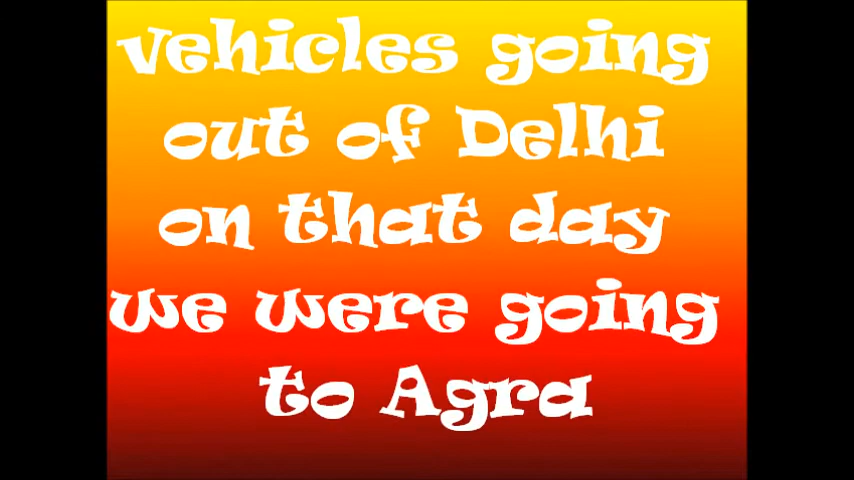 vehicles going
out of Delhi
on that day
we were going
to Agra